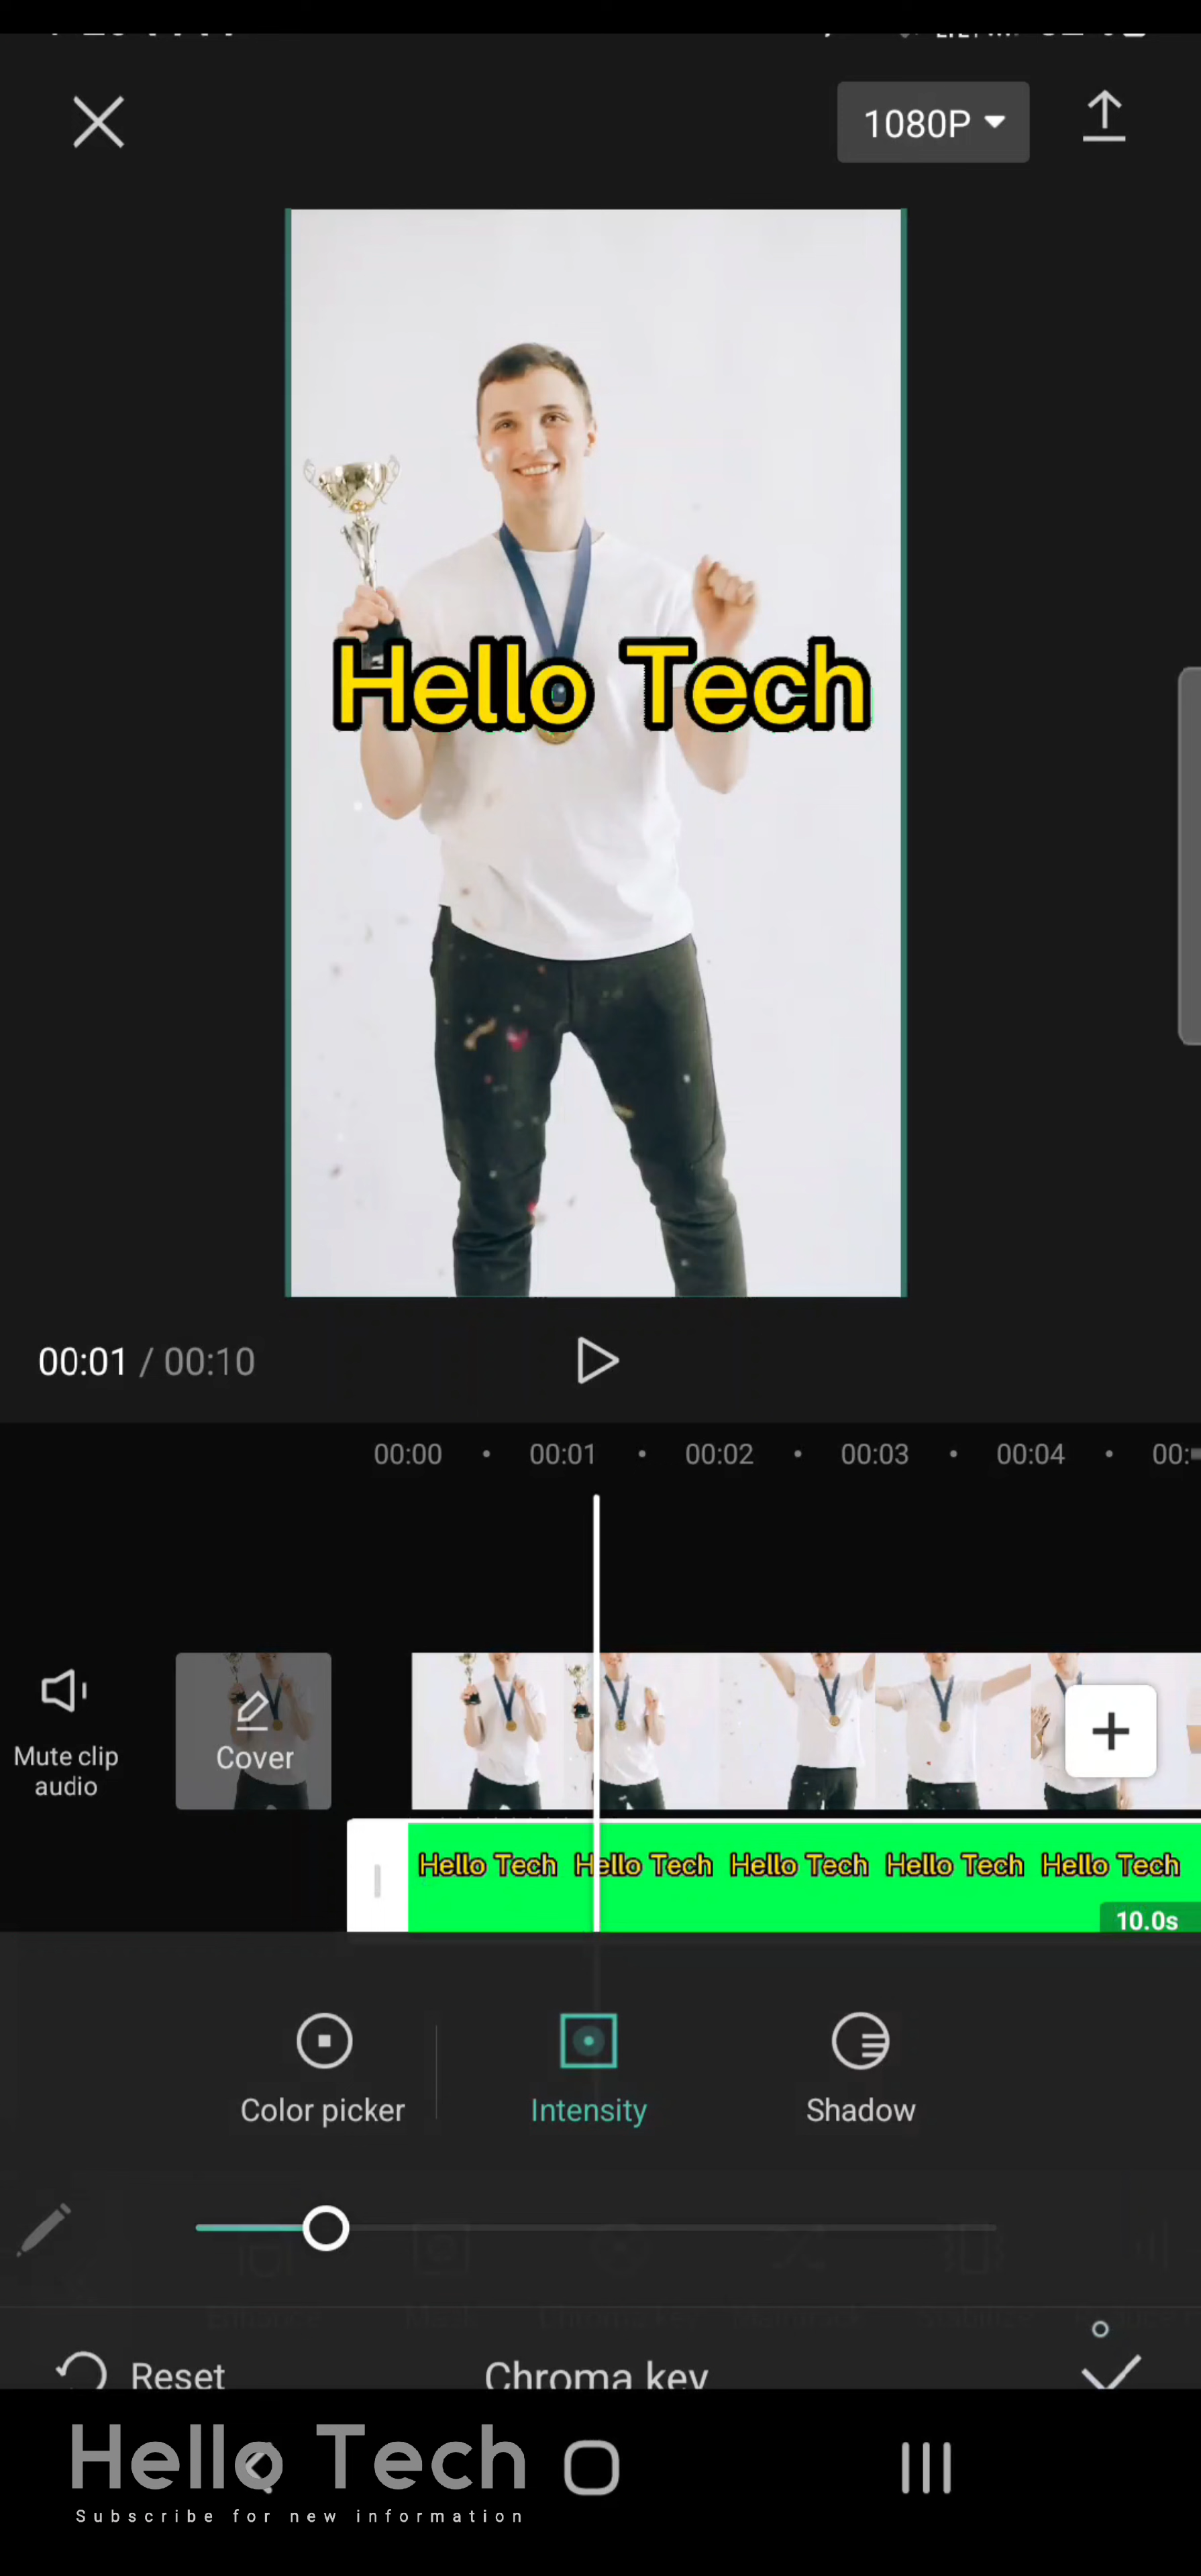 1080P
Hello Tech
00:01 / 00:10
00:00 00:01 00:02 00:03 00:04 00:
Mute clip
audio
Cover
Hello Tech Hello Tech Hello Tech Hello Tech Hello Tech
10.0s
Color picker
Intensity
Shadow
Reset
Chroma key
Hello Tech
Subscribe for new information